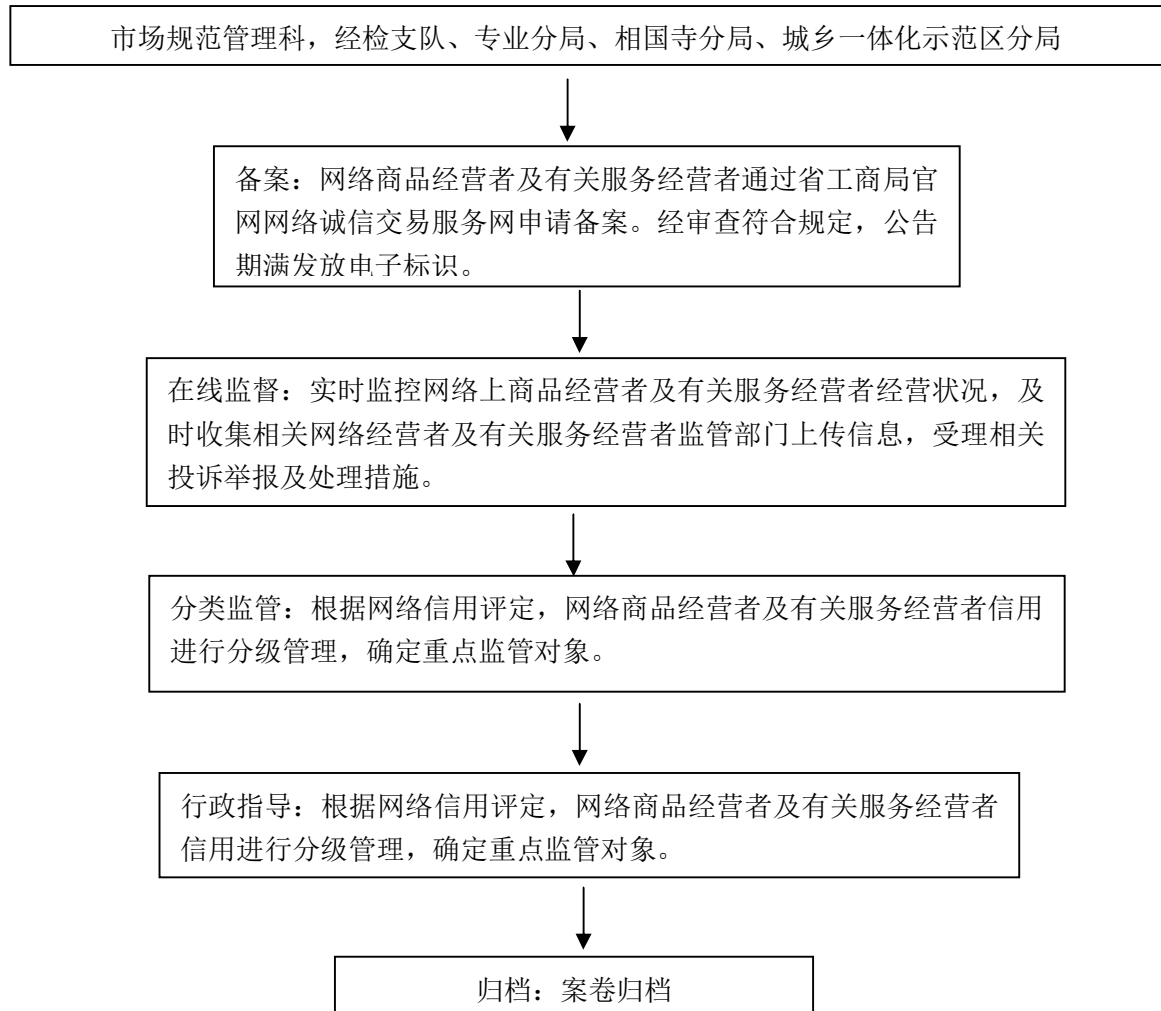 市场规范管理科，经检支队、专业分局、相国寺分局、城乡一体化示范区分局
备案：网络商品经营者及有关服务经营者通过省工商局官
网网络诚信交易服务网申请备案。经审查符合规定，公告
期满发放电子标识。
在线监督：实时监控网络上商品经营者及有关服务经营者经营状况，及
时收集相关网络经营者及有关服务经营者监管部门上传信息，受理相关
投诉举报及处理措施。
分类监管：根据网络信用评定，网络商品经营者及有关服务经营者信用
进行分级管理，确定重点监管对象。
行政指导：根据网络信用评定，网络商品经营者及有关服务经营者
信用进行分级管理，确定重点监管对象。
归档：案卷归档